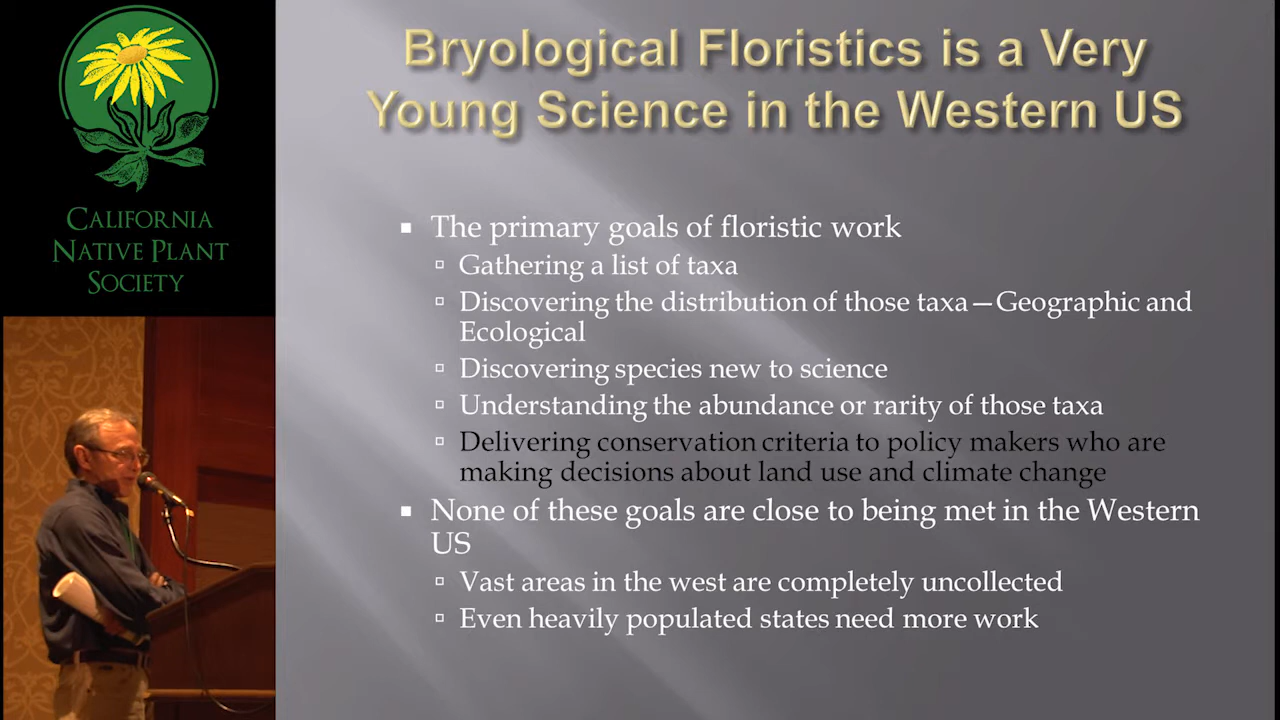 CALIFORNIA
NATIVE PLANT
SOCIETY
Bryological Floristics is a Very
Young Science in the Western US
▪ The primary goals of floristic work
▫ Gathering a list of taxa
▫ Discovering the distribution of those taxa—Geographic and
Ecological
▫ Discovering species new to science
▫ Understanding the abundance or rarity of those taxa
▫ Delivering conservation criteria to policy makers who are
making decisions about land use and climate change
▪ None of these goals are close to being met in the Western
US
▫ Vast areas in the west are completely uncollected
▫ Even heavily populated states need more work